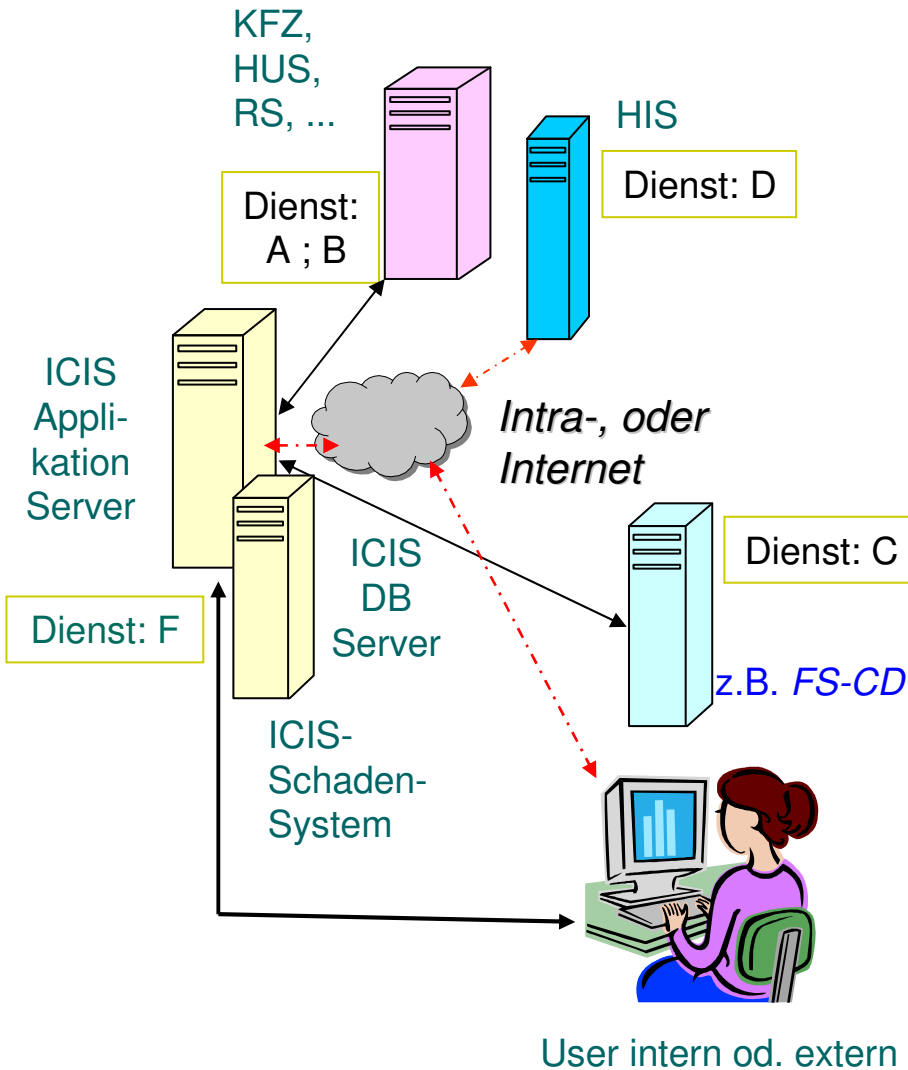 KFZ,
HUS,
RS, ...
HIS
Dienst: D
Dienst:
A ; B
ICIS
Appli-
kation
Server
Intra-, oder
Internet
Dienst: C
ICIS
DB
Server
Dienst: F
z.B. FS-CD
ICIS-
Schaden-
System
User intern od. extern